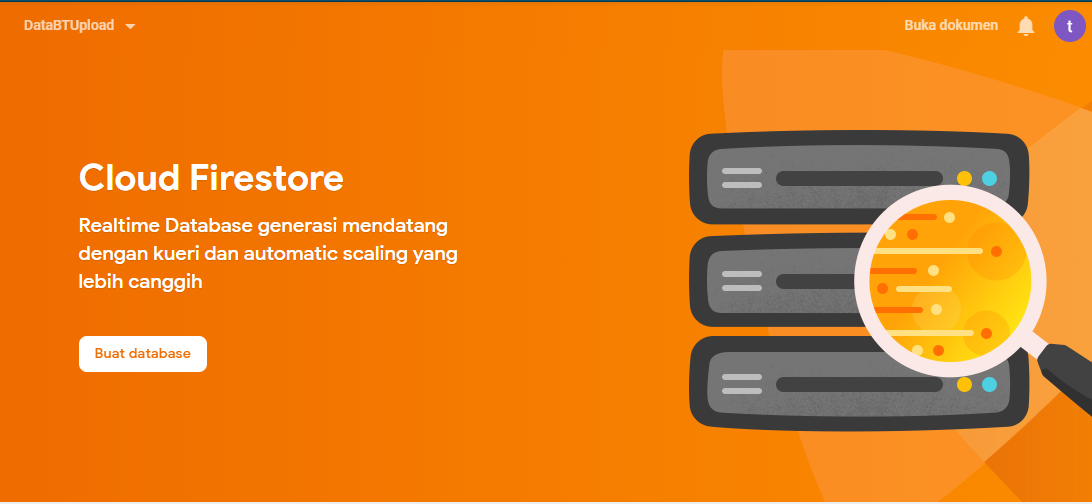 DataBTUpload
Buka dokumen
t
Cloud Firestore
Realtime Database generasi mendatang
dengan kueri dan automatic scaling yang
lebih canggih
Buat database